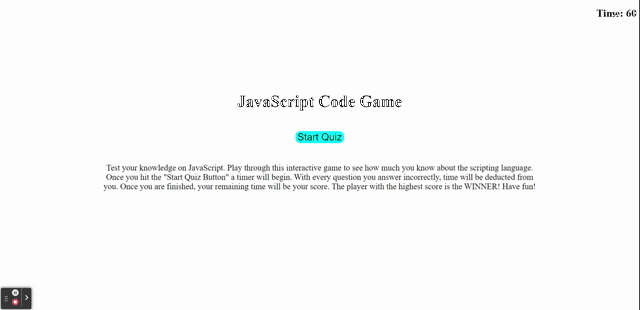 Time: 60
JavaScript Code Game
Start Quiz
Test your knowledge on JavaScript. Play through this interactive game to see how much you know about the scripting language.
Once you hit the "Start Quiz Button" a timer will begin. With every question you answer incorrectly, time will be deducted from
you. Once you are finished, your remaining time will be your score. The player with the highest score is the WINNER! Have fun!